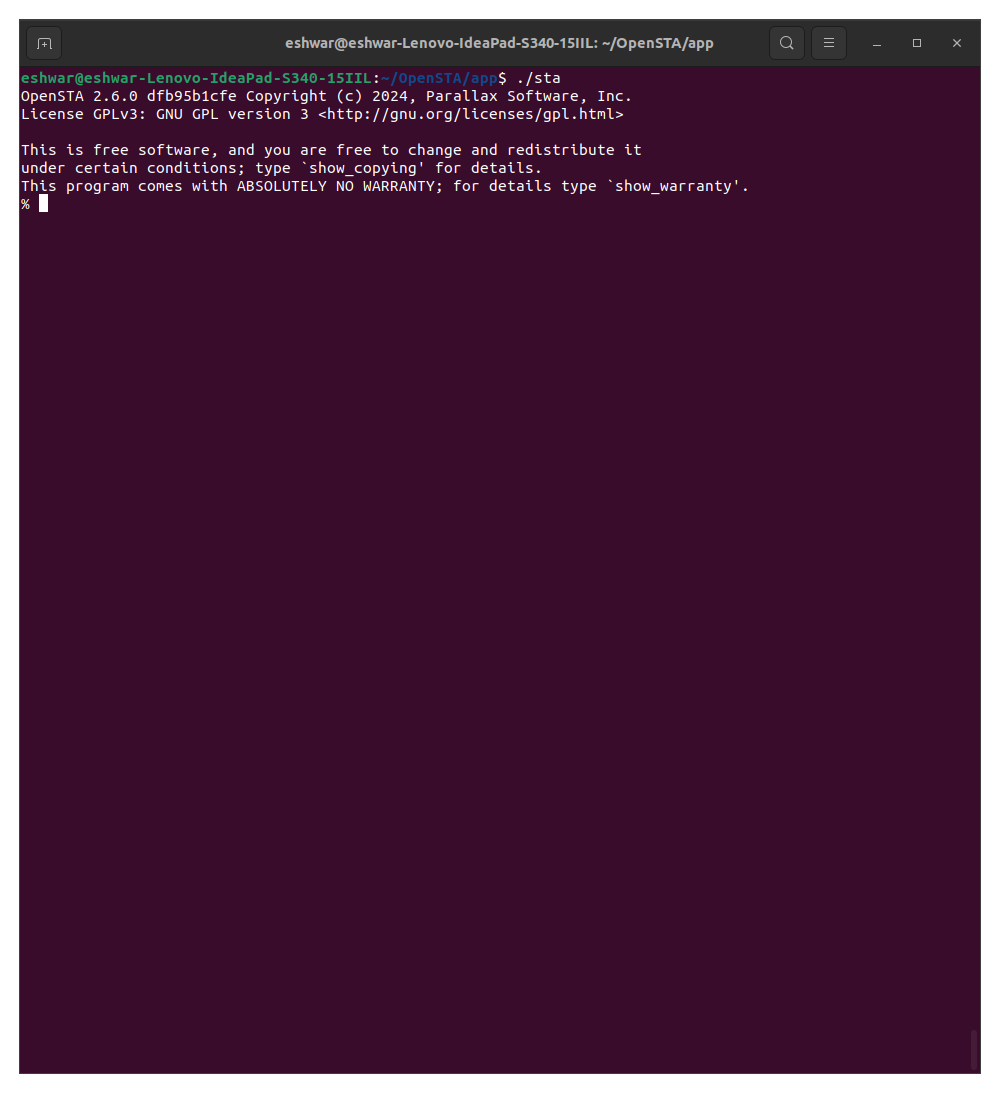 eshwar@eshwar-Lenovo-IdeaPad-S340-15IIL: ~/OpenSTA/app
eshwar@eshwar-Lenovo-IdeaPad-S340-15IIL:~/OpenSTA/app$ ./sta
OpenSTA 2.6.0 dfb95b1cfe Copyright (c) 2024, Parallax Software, Inc.
License GPLv3: GNU GPL version 3 <http://gnu.org/licenses/gpl.html>
This is free software, and you are free to change and redistribute it
under certain conditions; type `show_copying' for details.
This program comes with ABSOLUTELY NO WARRANTY; for details type `show_warranty'.
%